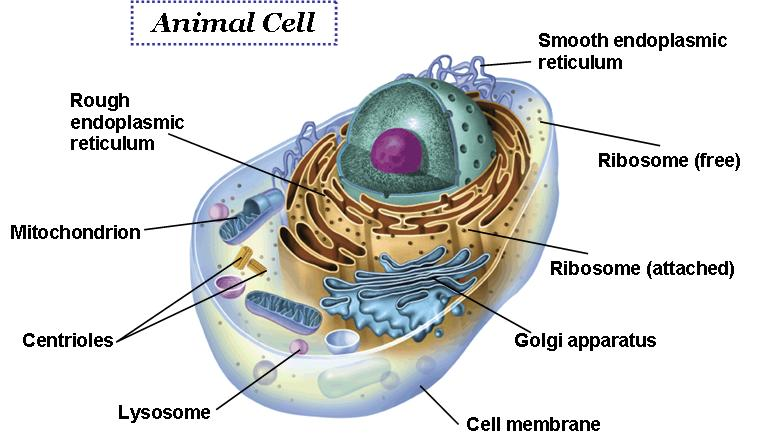 Animal Cell
Smooth endoplasmic
reticulum
Rough
endoplasmic
reticulum
Ribosome (free)
Mitochondrion
Ribosome (attached)
Centrioles
Golgi apparatus
Lysosome
Cell membrane